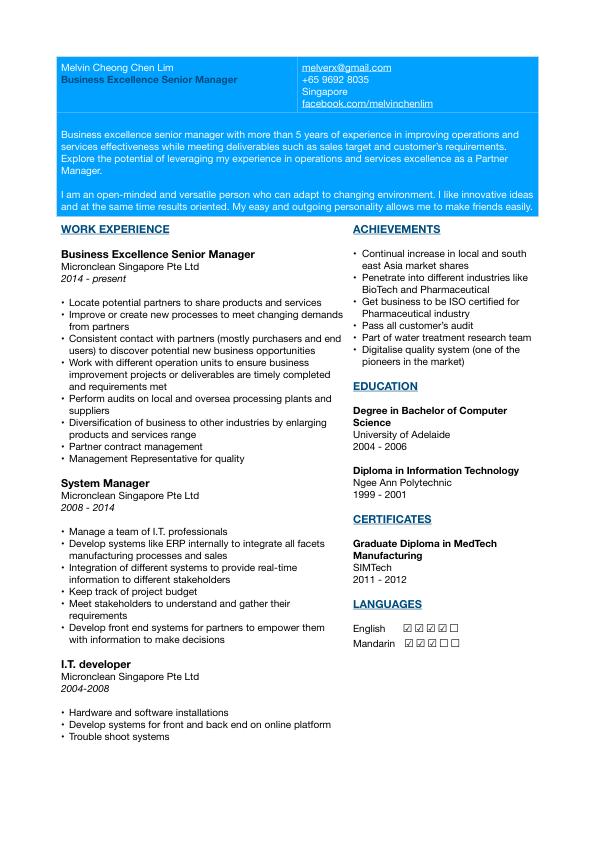 Melvin Cheong Chen Lim
Business Excellence Senior Manager
melverx@gmail.com
+65 9692 8035
Singapore
facebook.com/melvinchenlim
Business excellence senior manager with more than 5 years of experience in improving operations and
services effectiveness while meeting deliverables such as sales target and customer's requirements.
Explore the potential of leveraging my experience in operations and services excellence as a Partner
Manager.
I am an open-minded and versatile person who can adapt to changing environment. I like innovative ideas
and at the same time results oriented. My easy and outgoing personality allows me to make friends easily.
WORK EXPERIENCE
Business Excellence Senior Manager
Micronclean Singapore Pte Ltd
2014 - present
• Locate potential partners to share products and services
• Improve or create new processes to meet changing demands
from partners
• Consistent contact with partners (mostly purchasers and end
users) to discover potential new business opportunities
• Work with different operation units to ensure business
improvement projects or deliverables are timely completed
and requirements met
• Perform audits on local and oversea processing plants and
suppliers
• Diversification of business to other industries by enlarging
products and services range
• Partner contract management
• Management Representative for quality
System Manager
Micronclean Singapore Pte Ltd
2008 - 2014
• Manage a team of I.T. professionals
• Develop systems like ERP internally to integrate all facets
manufacturing processes and sales
• Integration of different systems to provide real-time
information to different stakeholders
• Keep track of project budget
• Meet stakeholders to understand and gather their
requirements
• Develop front end systems for partners to empower them
with information to make decisions
I.T. developer
Micronclean Singapore Pte Ltd
2004-2008
• Hardware and software installations
• Develop systems for front and back end on online platform
• Trouble shoot systems
ACHIEVEMENTS
• Continual increase in local and south
east Asia market shares
• Penetrate into different industries like
BioTech and Pharmaceutical
• Get business to be ISO certified for
Pharmaceutical industry
• Pass all customer's audit
• Part of water treatment research team
• Digitalise quality system (one of the
pioneers in the market)
EDUCATION
Degree in Bachelor of Computer
Science
University of Adelaide
2004 - 2006
Diploma in Information Technology
Ngee Ann Polytechnic
1999 - 2001
CERTIFICATES
Graduate Diploma in MedTech
Manufacturing
SIMTech
2011 - 2012
LANGUAGES
English ☑☑☑☑☐
Mandarin ☑☑☑☐☐